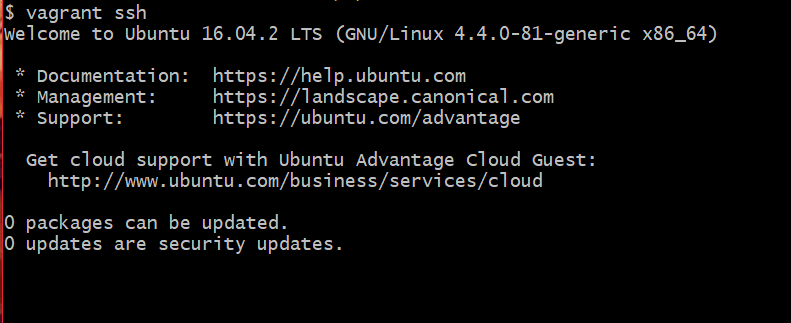 $ vagrant ssh
Welcome to Ubuntu 16.04.2 LTS (GNU/Linux 4.4.0-81-generic x86_64)
* Documentation:  https://help.ubuntu.com
* Management:     https://landscape.canonical.com
* Support:        https://ubuntu.com/advantage
Get cloud support with Ubuntu Advantage Cloud Guest:
http://www.ubuntu.com/business/services/cloud
0 packages can be updated.
0 updates are security updates.